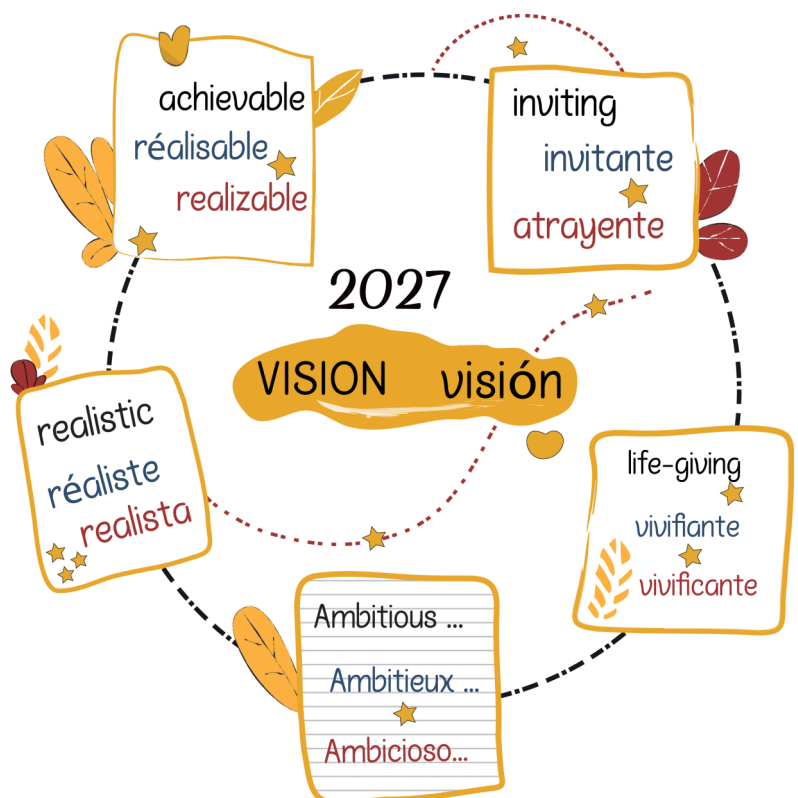 achievable
réalisable
realizable
inviting
invitante
atrayente
2027
VISION visión
realistic
réaliste
realista
life-giving
vivifiante
vivificante
Ambitious ...
Ambitieux ...
Ambicioso...